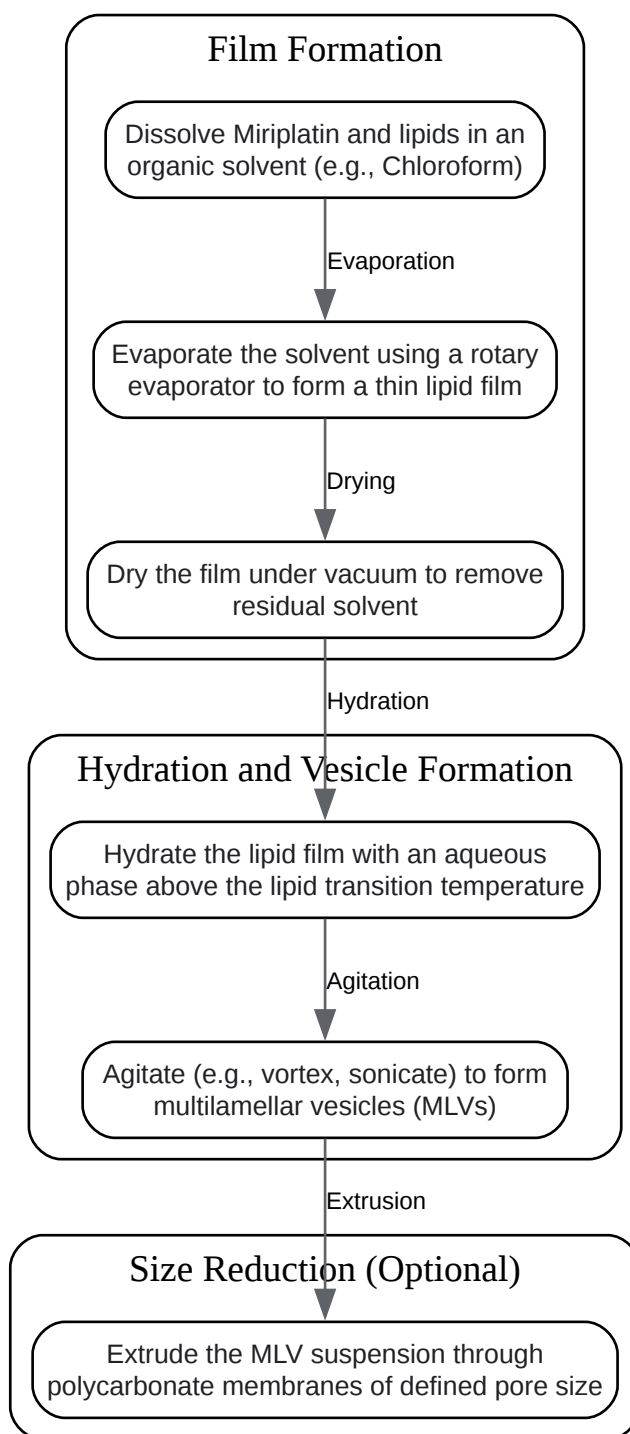 Film Formation
Dissolve Miriplatin and lipids in an
organic solvent (e.g., Chloroform)
Evaporation
Evaporate the solvent using a rotary
evaporator to form a thin lipid film
Drying
Dry the film under vacuum to remove
residual solvent
Hydration
Hydration and Vesicle Formation
Hydrate the lipid film with an aqueous
phase above the lipid transition temperature
Agitation
Agitate (e.g., vortex, sonicate) to form
multilamellar vesicles (MLVs)
Extrusion
Size Reduction (Optional)
Extrude the MLV suspension through
polycarbonate membranes of defined pore size